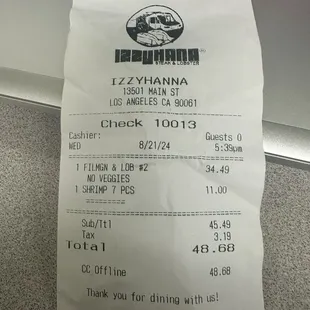 IZZYHANA
STEAK & LOBSTER
IZZYHANNA
13501 MAIN ST
LOS ANGELES CA 90061
Check 10013
Cashier: Guests 0
WED 8/21/24 5:39pm
1 FILMGN & LOB #2 34.49
NO VEGGIES
1 SHRIMP 7 PCS 11.00
========
Sub/Ttl 45.49
Tax 3.19
Total 48.68
CC Offline 48.68
Thank you for dining with us!